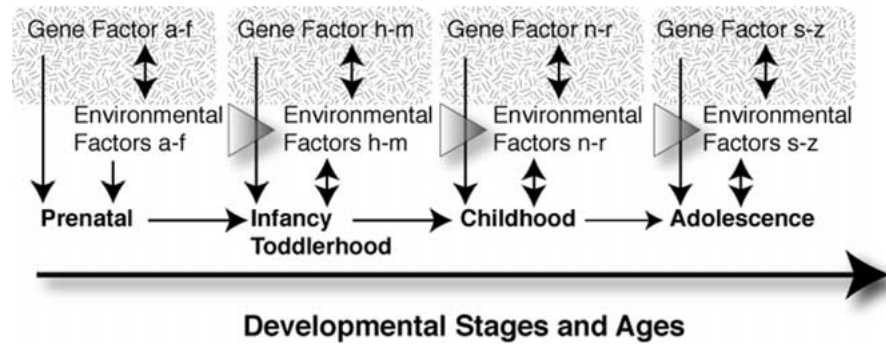 Gene Factor a-f
Gene Factor h-m
Gene Factor n-r
Gene Factor s-z
Environmental
Factors a-f
Environmental
Factors h-m
Environmental
Factors n-r
Environmental
Factors s-z
Prenatal
Infancy
Toddlerhood
Childhood
Adolescence
Developmental Stages and Ages